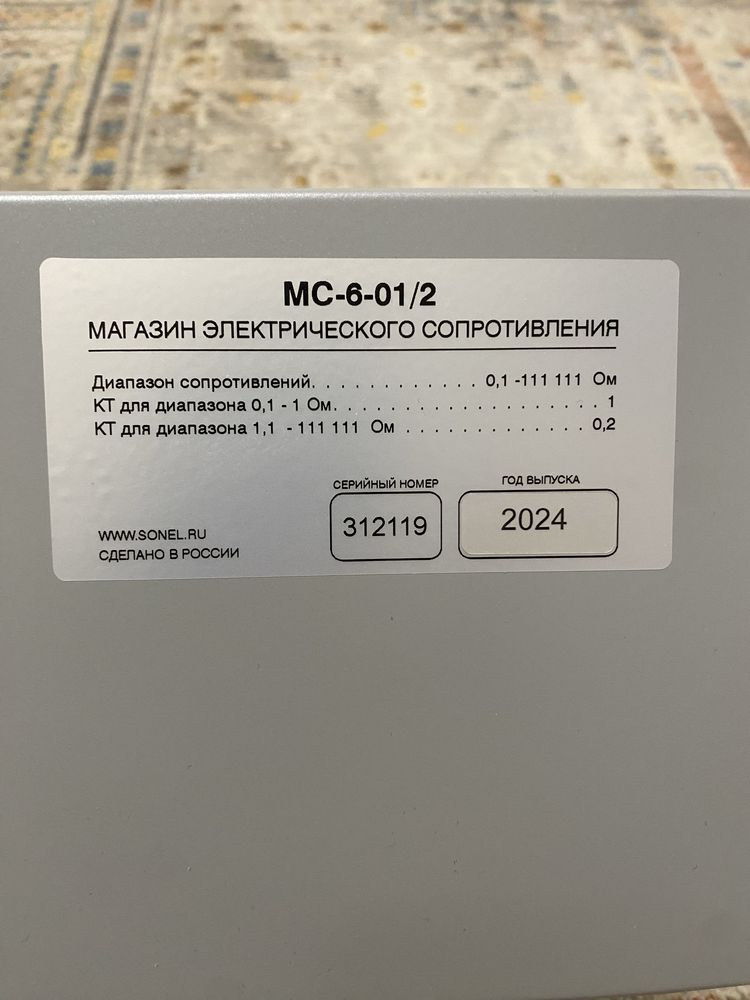 МС-6-01/2
МАГАЗИН ЭЛЕКТРИЧЕСКОГО СОПРОТИВЛЕНИЯ
Диапазон сопротивлений. . . . . . . . . . . . . 0,1 -111 111 Ом
КТ для диапазона 0,1 - 1 Ом. . . . . . . . . . . . . . . . . . . . . 1
КТ для диапазона 1,1 - 111 111 Ом . . . . . . . . . . . . . . 0,2
СЕРИЙНЫЙ НОМЕР
ГОД ВЫПУСКА
312119
2024
WWW.SONEL.RU
СДЕЛАНО В РОССИИ